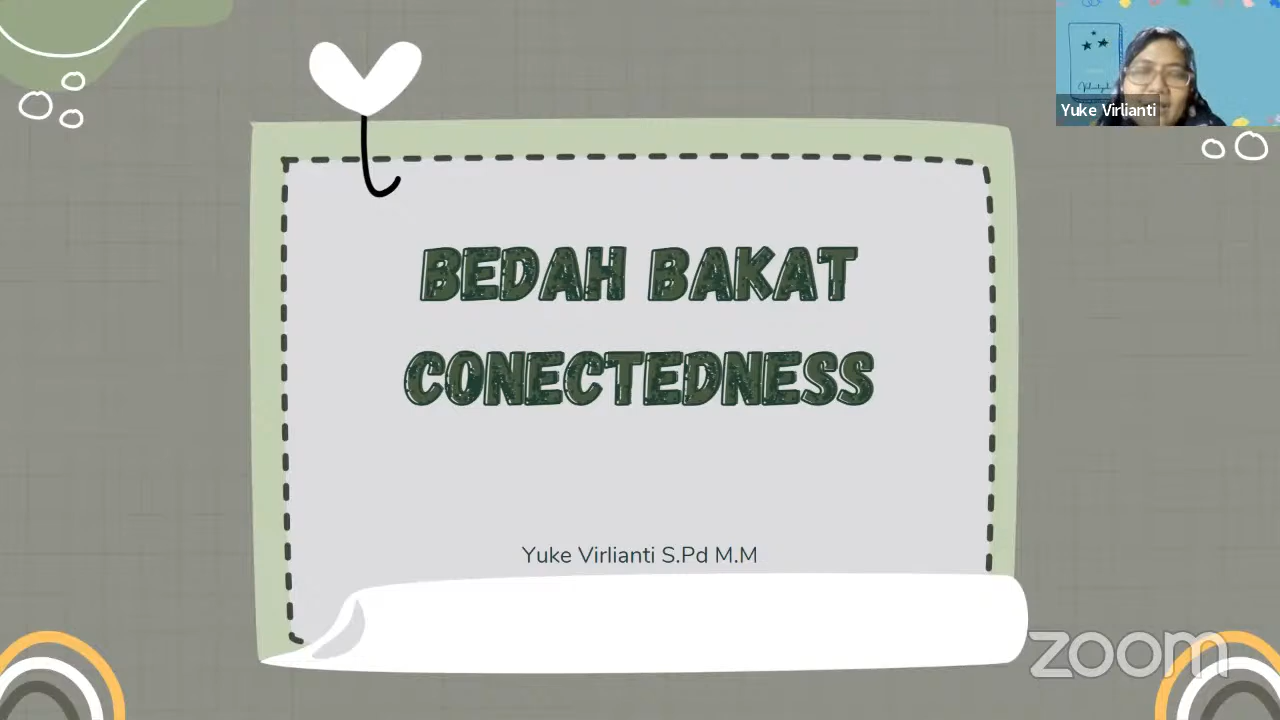 Yuke Virlianti
BEDAH BAKAT
CONECTEDNESS
Yuke Virlianti S.Pd M.M
zoom